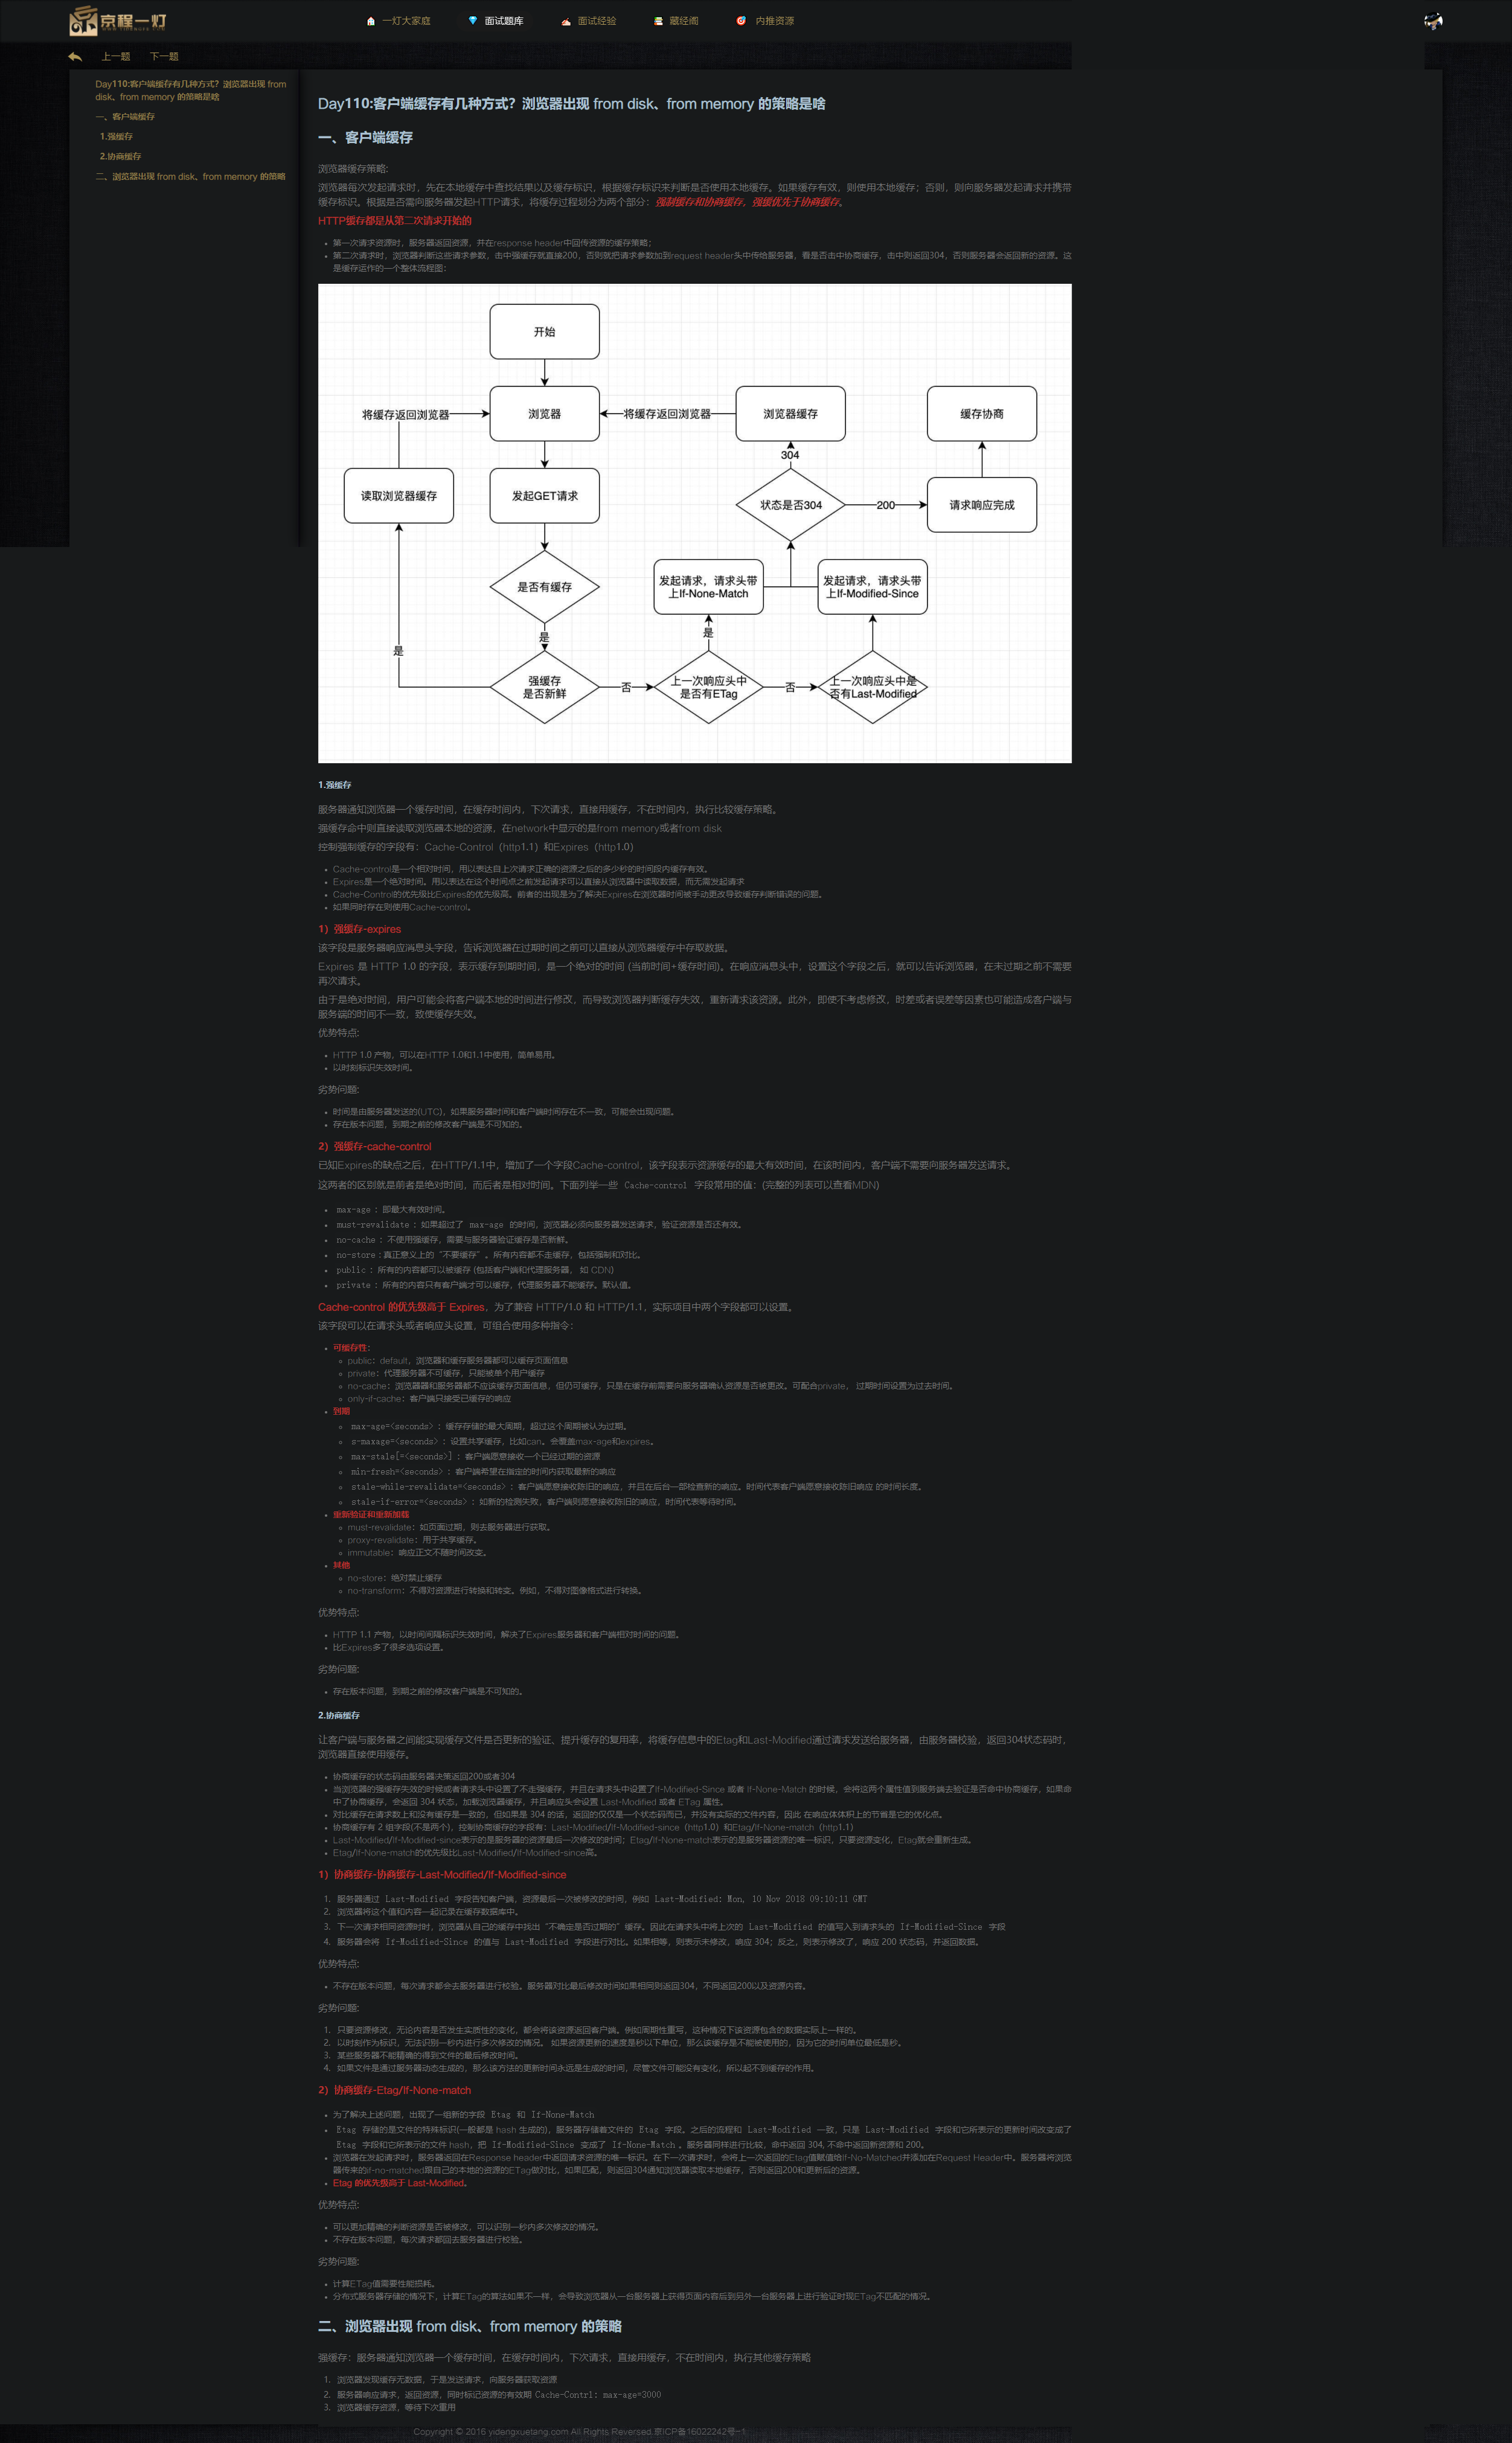 京程一灯
一灯大家庭
面试题库
面试经验
藏经阁
内推资源
上一题
下一题
Day110:客户端缓存有几种方式？浏览器出现 from
disk、from memory 的策略是啥
一、客户端缓存
1.强缓存
2.协商缓存
二、浏览器出现 from disk、from memory 的策略
Day110:客户端缓存有几种方式？浏览器出现 from disk、from memory 的策略是啥
一、客户端缓存
浏览器缓存策略:
浏览器每次发起请求时，先在本地缓存中查找结果以及缓存标识，根据缓存标识来判断是否使用本地缓存。如果缓存有效，则使用本地缓存；否则，则向服务器发起请求并携带
缓存标识。根据是否需向服务器发起HTTP请求，将缓存过程划分为两个部分：强制缓存和协商缓存，强缓优先于协商缓存。
HTTP缓存都是从第二次请求开始的
第一次请求资源时，服务器返回资源，并在response header中回传资源的缓存策略；
第二次请求时，浏览器判断这些请求参数，击中强缓存就直接200，否则就把请求参数加到request header头中传给服务器，看是否击中协商缓存，击中则返回304，否则服务器会返回新的资源。这
是缓存运作的一个整体流程图：
开始
将缓存返回浏览器
浏览器
将缓存返回浏览器
浏览器缓存
缓存协商
304
读取浏览器缓存
发起GET请求
状态是否304
200
请求响应完成
是否有缓存
发起请求，请求头带
上If-None-Match
发起请求，请求头带
上If-Modified-Since
是
是
是
强缓存
是否新鲜
否
上一次响应头中
是否有ETag
否
上一次响应头中是
否有Last-Modified
1.强缓存
服务器通知浏览器一个缓存时间，在缓存时间内，下次请求，直接用缓存，不在时间内，执行比较缓存策略。
强缓存命中则直接读取浏览器本地的资源，在network中显示的是from memory或者from disk
控制强制缓存的字段有：Cache-Control（http1.1）和Expires（http1.0）
Cache-control是一个相对时间，用以表达自上次请求正确的资源之后的多少秒的时间段内缓存有效。
Expires是一个绝对时间。用以表达在这个时间点之前发起请求可以直接从浏览器中读取数据，而无需发起请求
Cache-Control的优先级比Expires的优先级高。前者的出现是为了解决Expires在浏览器时间被手动更改导致缓存判断错误的问题。
如果同时存在则使用Cache-control。
1）强缓存-expires
该字段是服务器响应消息头字段，告诉浏览器在过期时间之前可以直接从浏览器缓存中存取数据。
Expires 是 HTTP 1.0 的字段，表示缓存到期时间，是一个绝对的时间 (当前时间+缓存时间)。在响应消息头中，设置这个字段之后，就可以告诉浏览器，在未过期之前不需要
再次请求。
由于是绝对时间，用户可能会将客户端本地的时间进行修改，而导致浏览器判断缓存失效，重新请求该资源。此外，即使不考虑修改，时差或者误差等因素也可能造成客户端与
服务端的时间不一致，致使缓存失效。
优势特点:
HTTP 1.0 产物，可以在HTTP 1.0和1.1中使用，简单易用。
以时刻标识失效时间。
劣势问题:
时间是由服务器发送的(UTC)，如果服务器时间和客户端时间存在不一致，可能会出现问题。
存在版本问题，到期之前的修改客户端是不可知的。
2）强缓存-cache-control
已知Expires的缺点之后，在HTTP/1.1中，增加了一个字段Cache-control，该字段表示资源缓存的最大有效时间，在该时间内，客户端不需要向服务器发送请求。
这两者的区别就是前者是绝对时间，而后者是相对时间。下面列举一些 Cache-control 字段常用的值：(完整的列表可以查看MDN)
max-age：即最大有效时间。
must-revalidate：如果超过了 max-age 的时间，浏览器必须向服务器发送请求，验证资源是否还有效。
no-cache：不使用强缓存，需要与服务器验证缓存是否新鲜。
no-store: 真正意义上的“不要缓存”。所有内容都不走缓存，包括强制和对比。
public：所有的内容都可以被缓存 (包括客户端和代理服务器， 如 CDN)
private：所有的内容只有客户端才可以缓存，代理服务器不能缓存。默认值。
Cache-control 的优先级高于 Expires，为了兼容 HTTP/1.0 和 HTTP/1.1，实际项目中两个字段都可以设置。
该字段可以在请求头或者响应头设置，可组合使用多种指令：
可缓存性:
public：default，浏览器和缓存服务器都可以缓存页面信息
private：代理服务器不可缓存，只能被单个用户缓存
no-cache：浏览器器和服务器都不应该缓存页面信息，但仍可缓存，只是在缓存前需要向服务器确认资源是否被更改。可配合private， 过期时间设置为过去时间。
only-if-cache：客户端只接受已缓存的响应
到期
max-age=<seconds>：缓存存储的最大周期，超过这个周期被认为过期。
s-maxage=<seconds>：设置共享缓存，比如can。会覆盖max-age和expires。
max-stale[=<seconds>]：客户端愿意接收一个已经过期的资源
min-fresh=<seconds>：客户端希望在指定的时间内获取最新的响应
stale-while-revalidate=<seconds>：客户端愿意接收陈旧的响应，并且在后台一部检查新的响应。时间代表客户端愿意接收陈旧响应 的时间长度。
stale-if-error=<seconds>：如新的检测失败，客户端则愿意接收陈旧的响应，时间代表等待时间。
重新验证和重新加载
must-revalidate：如页面过期，则去服务器进行获取。
proxy-revalidate：用于共享缓存。
immutable：响应正文不随时间改变。
其他
no-store：绝对禁止缓存
no-transform：不得对资源进行转换和转变。例如，不得对图像格式进行转换。
优势特点:
HTTP 1.1 产物，以时间间隔标识失效时间，解决了Expires服务器和客户端相对时间的问题。
比Expires多了很多选项设置。
劣势问题:
存在版本问题，到期之前的修改客户端是不可知的。
2.协商缓存
让客户端与服务器之间能实现缓存文件是否更新的验证，提升缓存的复用率，将缓存信息中的Etag和Last-Modified通过请求发送给服务器，由服务器校验，返回304状态码时，
浏览器直接使用缓存。
协商缓存的状态码由服务器决策返回200或者304
当浏览器的强缓存失效的时候或者请求头中设置了不走强缓存，并且在请求头中设置了If-Modified-Since 或者 If-None-Match 的时候，会将这两个属性值到服务端去验证是否命中协商缓存，如果命
中了协商缓存，会返回 304 状态，加载浏览器缓存，并且响应头会设置 Last-Modified 或者 ETag 属性。
对比缓存在请求数上和没有缓存是一致的，但如果是 304 的话，返回的仅仅是一个状态码而已，并没有实际的文件内容，因此 在响应体体积上的节省是它的优化点。
协商缓存有 2 组字段(不是两个)，控制协商缓存的字段有：Last-Modified/If-Modified-since（http1.0）和Etag/If-None-match（http1.1）
Last-Modified/If-Modified-since表示的是服务器的资源最后一次修改的时间；Etag/If-None-match表示的是服务器资源的唯一标识，只要资源变化，Etag就会重新生成。
Etag/If-None-match的优先级比Last-Modified/If-Modified-since高。
1）协商缓存-协商缓存-Last-Modified/If-Modified-since
1. 服务器通过 Last-Modified 字段告知客户端，资源最后一次被修改的时间，例如 Last-Modified: Mon, 10 Nov 2018 09:10:11 GMT
2. 浏览器将这个值和内容一起记录在缓存数据库中。
3. 下一次请求相同资源时时，浏览器从自己的缓存中找出“不确定是否过期的”缓存。因此在请求头中将上次的 Last-Modified 的值写入到请求头的 If-Modified-Since 字段
4. 服务器会将 If-Modified-Since 的值与 Last-Modified 字段进行对比。如果相等，则表示未修改，响应 304；反之，则表示修改了，响应 200 状态码，并返回数据。
优势特点:
不存在版本问题，每次请求都会去服务器进行校验。服务器对比最后修改时间如果相同则返回304，不同返回200以及资源内容。
劣势问题:
1. 只要资源修改，无论内容是否发生实质性的变化，都会将该资源返回客户端。例如周期性重写，这种情况下该资源包含的数据实际上一样的。
2. 以时刻作为标识，无法识别一秒内进行多次修改的情况。 如果资源更新的速度是秒以下单位，那么该缓存是不能被使用的，因为它的时间单位最低是秒。
3. 某些服务器不能精确的得到文件的最后修改时间。
4. 如果文件是通过服务器动态生成的，那么该方法的更新时间永远是生成的时间，尽管文件可能没有变化，所以起不到缓存的作用。
2）协商缓存-Etag/If-None-match
为了解决上述问题，出现了一组新的字段 Etag 和 If-None-Match
Etag 存储的是文件的特殊标识(一般都是 hash 生成的)，服务器存储着文件的 Etag 字段。之后的流程和 Last-Modified 一致，只是 Last-Modified 字段和它所表示的更新时间改变成了
Etag 字段和它所表示的文件 hash，把 If-Modified-Since 变成了 If-None-Match。服务器同样进行比较，命中返回 304, 不命中返回新资源和 200。
浏览器在发起请求时，服务器返回在Response header中返回请求资源的唯一标识。在下一次请求时，会将上一次返回的Etag值赋值给If-No-Matched并添加在Request Header中。服务器将浏览
器传来的if-no-matched跟自己的本地的资源的ETag做对比，如果匹配，则返回304通知浏览器读取本地缓存，否则返回200和更新后的资源。
Etag 的优先级高于 Last-Modified。
优势特点:
可以更加精确的判断资源是否被修改，可以识别一秒内多次修改的情况。
不存在版本问题，每次请求都回去服务器进行校验。
劣势问题:
计算ETag值需要性能损耗。
分布式服务器存储的情况下，计算ETag的算法如果不一样，会导致浏览器从一台服务器上获得页面内容后到另外一台服务器上进行验证时现ETag不匹配的情况。
二、浏览器出现 from disk、from memory 的策略
强缓存：服务器通知浏览器一个缓存时间，在缓存时间内，下次请求，直接用缓存，不在时间内，执行其他缓存策略
1. 浏览器发现缓存无数据，于是发送请求，向服务器获取资源
2. 服务器响应请求，返回资源，同时标记资源的有效期 Cache-Contrl: max-age=3000
3. 浏览器缓存资源，等待下次重用
Copyright © 2016 yidengxuetang.com All Rights Reversed.京ICP备16022242号-1